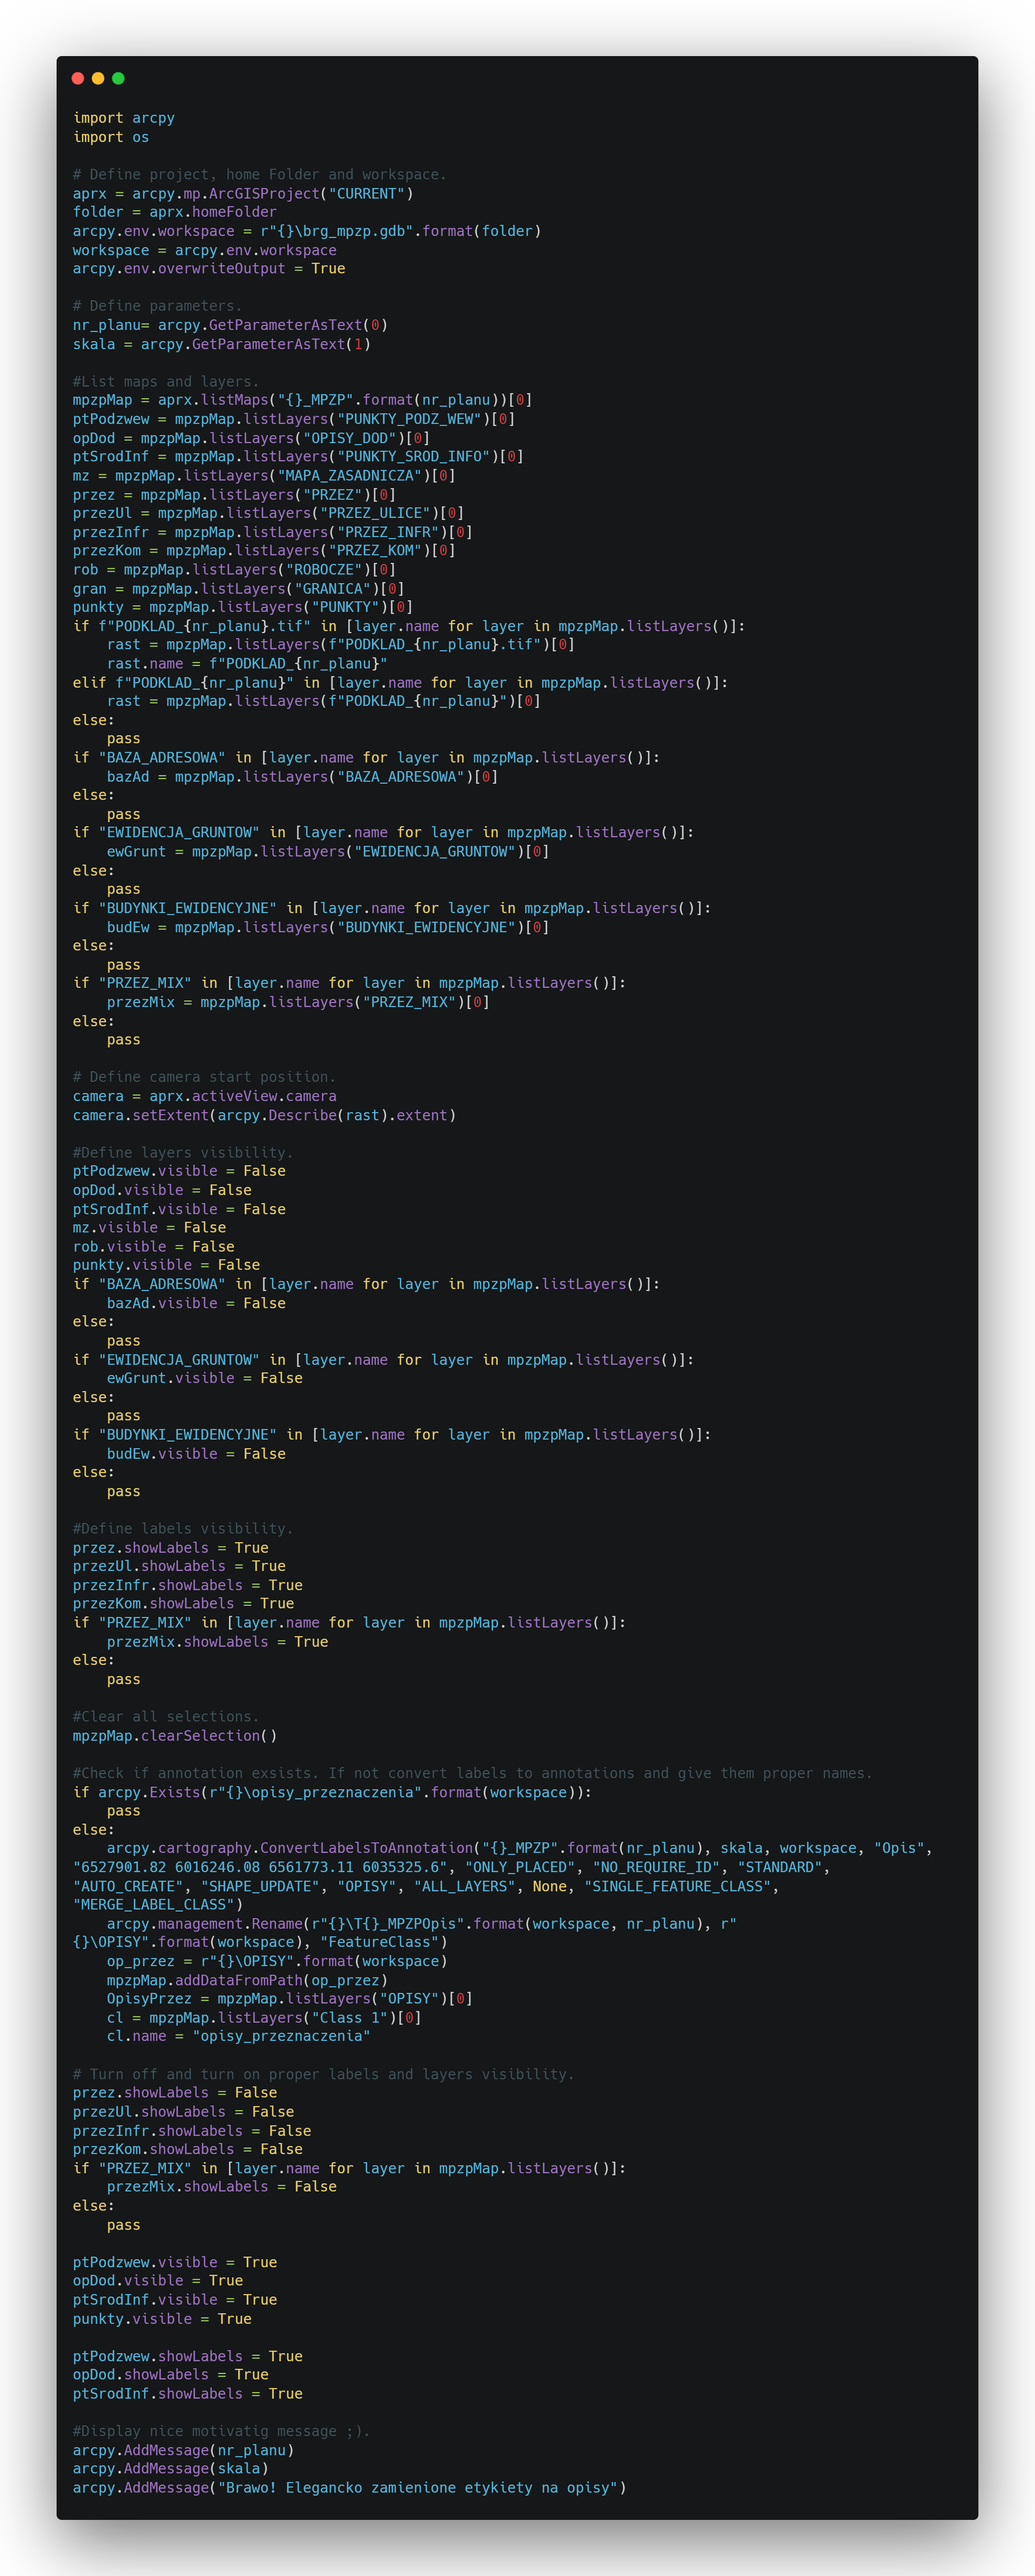 import arcpy
import os

# Define project, home Folder and workspace.
aprx = arcpy.mp.ArcGISProject("CURRENT")
folder = aprx.homeFolder
arcpy.env.workspace = r"{}\brg_mpzp.gdb".format(folder)
workspace = arcpy.env.workspace
arcpy.env.overwriteOutput = True

# Define parameters.
nr_planu= arcpy.GetParameterAsText(0)
skala = arcpy.GetParameterAsText(1)

#List maps and layers.
mpzpMap = aprx.listMaps("{}_MPZP".format(nr_planu))[0]
ptPodzwew = mpzpMap.listLayers("PUNKTY_PODZ_WEW")[0]
opDod = mpzpMap.listLayers("OPISY_DOD")[0]
ptSrodInf = mpzpMap.listLayers("PUNKTY_SROD_INFO")[0]
mz = mpzpMap.listLayers("MAPA_ZASADNICZA")[0]
przez = mpzpMap.listLayers("PRZEZ")[0]
przezUl = mpzpMap.listLayers("PRZEZ_ULICE")[0]
przezInfr = mpzpMap.listLayers("PRZEZ_INFR")[0]
przezKom = mpzpMap.listLayers("PRZEZ_KOM")[0]
rob = mpzpMap.listLayers("ROBOCZE")[0]
gran = mpzpMap.listLayers("GRANICA")[0]
punkty = mpzpMap.listLayers("PUNKTY")[0]
if f"PODKLAD_{nr_planu}.tif" in [layer.name for layer in mpzpMap.listLayers()]:
    rast = mpzpMap.listLayers(f"PODKLAD_{nr_planu}.tif")[0]
    rast.name = f"PODKLAD_{nr_planu}"
elif f"PODKLAD_{nr_planu}" in [layer.name for layer in mpzpMap.listLayers()]:
    rast = mpzpMap.listLayers(f"PODKLAD_{nr_planu}")[0]
else:
    pass
if "BAZA_ADRESOWA" in [layer.name for layer in mpzpMap.listLayers()]:
    bazAd = mpzpMap.listLayers("BAZA_ADRESOWA")[0]
else:
    pass
if "EWIDENCJA_GRUNTOW" in [layer.name for layer in mpzpMap.listLayers()]:
    ewGrunt = mpzpMap.listLayers("EWIDENCJA_GRUNTOW")[0]
else:
    pass
if "BUDYNKI_EWIDENCYJNE" in [layer.name for layer in mpzpMap.listLayers()]:
    budEw = mpzpMap.listLayers("BUDYNKI_EWIDENCYJNE")[0]
else:
    pass
if "PRZEZ_MIX" in [layer.name for layer in mpzpMap.listLayers()]:
    przezMix = mpzpMap.listLayers("PRZEZ_MIX")[0]
else:
    pass

# Define camera start position.
camera = aprx.activeView.camera
camera.setExtent(arcpy.Describe(rast).extent)

#Define layers visibility.
ptPodzwew.visible = False
opDod.visible = False
ptSrodInf.visible = False
mz.visible = False
rob.visible = False
punkty.visible = False
if "BAZA_ADRESOWA" in [layer.name for layer in mpzpMap.listLayers()]:
    bazAd.visible = False
else:
    pass
if "EWIDENCJA_GRUNTOW" in [layer.name for layer in mpzpMap.listLayers()]:
    ewGrunt.visible = False
else:
    pass
if "BUDYNKI_EWIDENCYJNE" in [layer.name for layer in mpzpMap.listLayers()]:
    budEw.visible = False
else:
    pass

#Define labels visibility.
przez.showLabels = True
przezUl.showLabels = True
przezInfr.showLabels = True
przezKom.showLabels = True
if "PRZEZ_MIX" in [layer.name for layer in mpzpMap.listLayers()]:
    przezMix.showLabels = True
else:
    pass

#Clear all selections.
mpzpMap.clearSelection()

#Check if annotation exsists. If not convert labels to annotations and give them proper names.
if arcpy.Exists(r"{}\opisy_przeznaczenia".format(workspace)):
    pass
else:
    arcpy.cartography.ConvertLabelsToAnnotation("{}_MPZP".format(nr_planu), skala, workspace, "Opis",
"6527901.82 6016246.08 6561773.11 6035325.6", "ONLY_PLACED", "NO_REQUIRE_ID", "STANDARD",
"AUTO_CREATE", "SHAPE_UPDATE", "OPISY", "ALL_LAYERS", None, "SINGLE_FEATURE_CLASS",
"MERGE_LABEL_CLASS")
    arcpy.management.Rename(r"{}\T{}_MPZPOpis".format(workspace, nr_planu), r"
{}\OPISY".format(workspace), "FeatureClass")
    op_przez = r"{}\OPISY".format(workspace)
    mpzpMap.addDataFromPath(op_przez)
    OpisyPrzez = mpzpMap.listLayers("OPISY")[0]
    cl = mpzpMap.listLayers("Class 1")[0]
    cl.name = "opisy_przeznaczenia"

# Turn off and turn on proper labels and layers visibility.
przez.showLabels = False
przezUl.showLabels = False
przezInfr.showLabels = False
przezKom.showLabels = False
if "PRZEZ_MIX" in [layer.name for layer in mpzpMap.listLayers()]:
    przezMix.showLabels = False
else:
    pass

ptPodzwew.visible = True
opDod.visible = True
ptSrodInf.visible = True
punkty.visible = True

ptPodzwew.showLabels = True
opDod.showLabels = True
ptSrodInf.showLabels = True

#Display nice motivatig message ;).
arcpy.AddMessage(nr_planu)
arcpy.AddMessage(skala)
arcpy.AddMessage("Brawo! Elegancko zamienione etykiety na opisy")